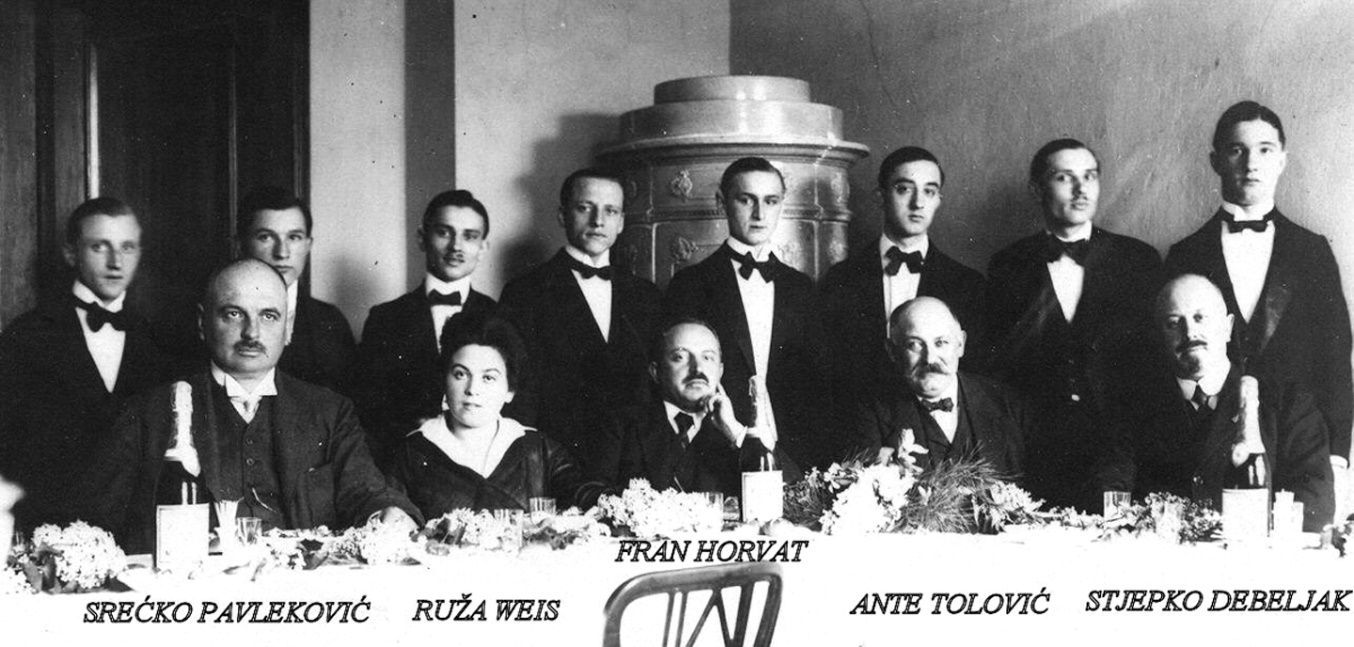 FRAN HORVAT
SREĆKO PAVLEKOVIĆ RUŽA WEIS ANTE TOLOVIĆ STJEPKO DEBELJAK